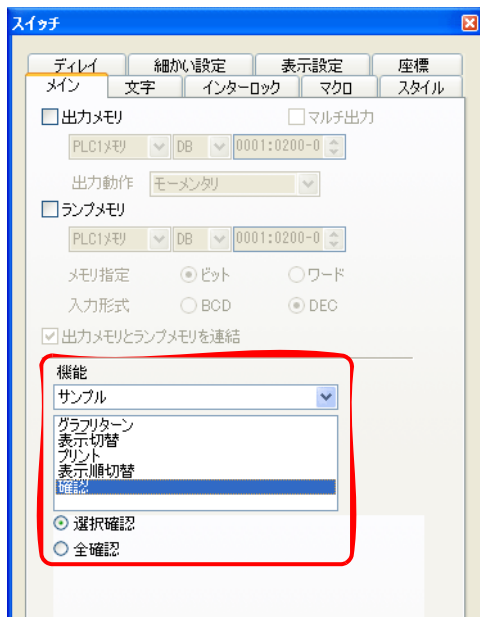 スイッチ
ディレイ 細かい設定 表示設定 座標
メイン 文字 インターロック マクロ スタイル
出力メモリ マルチ出力
PLC1メモリ DB 0001:0200-0
出力動作 モーメンタリ
ランプメモリ
PLC1メモリ DB 0001:0200-0
メモリ指定 ビット ワード
入力形式 BCD DEC
出力メモリとランプメモリを連結
機能
サンプル
グラフリターン
表示切替
プリント
表示順切替
確認
選択確認
全確認